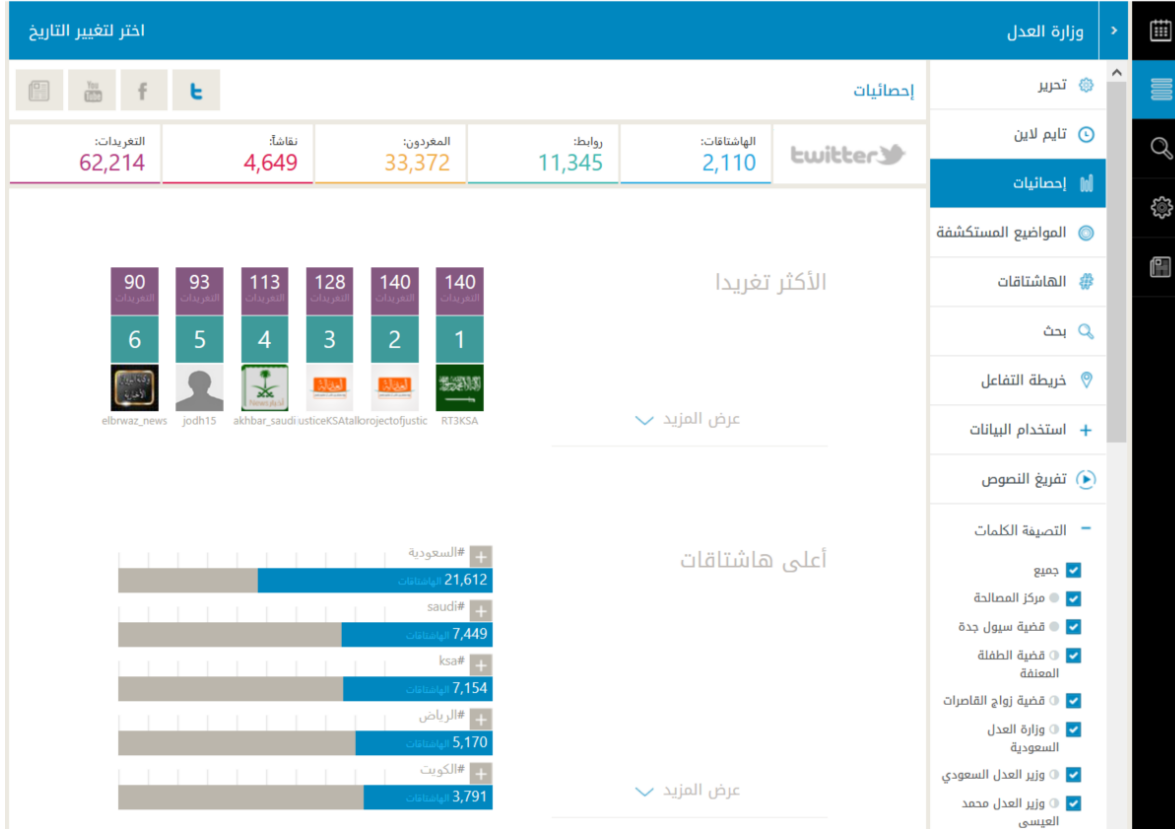 وزارة العدل
اختر لتغيير التاريخ
تحرير
تايم لاين
إحصائيات
المواضيع المستكشفة
الهاشتاقات
بحث
خريطة التفاعل
استخدام البيانات
تفريغ النصوص
التصيفة الكلمات
جميع
مركز المصالحة
قضية سيول جدة
قضية الطفلة
المعنفة
قضية زواج القاصرات
وزارة العدل
السعودية
وزير العدل السعودي
وزير العدل محمد
العيسى
إحصائيات
You Tube
twitter
الهاشتاقات:
2,110
روابط:
11,345
المغردون:
33,372
نقاشاً:
4,649
التغريدات:
62,214
الأكثر تغريدا
140 التغريدات
140 التغريدات
128 التغريدات
113 التغريدات
93 التغريدات
90 التغريدات
1 2 3 4 5 6
RT3KSA
rojectofjustic
usticeKSAtalk
akhbar_saudi
jodh15
elbrwaz_news
عرض المزيد
أعلى هاشتاقات
#السعودية
21,612 الهاشتاقات
saudi#
7,449 الهاشتاقات
ksa#
7,154 الهاشتاقات
#الرياض
5,170 الهاشتاقات
#الكويت
3,791 الهاشتاقات
عرض المزيد